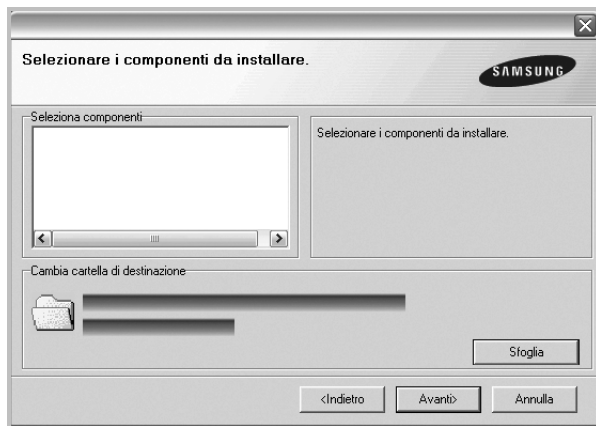 Selezionare i componenti da installare.
SAMSUNG
Seleziona componenti
Selezionare i componenti da installare.
Cambia cartella di destinazione
Sfoglia
<Indietro
Avanti>
Annulla